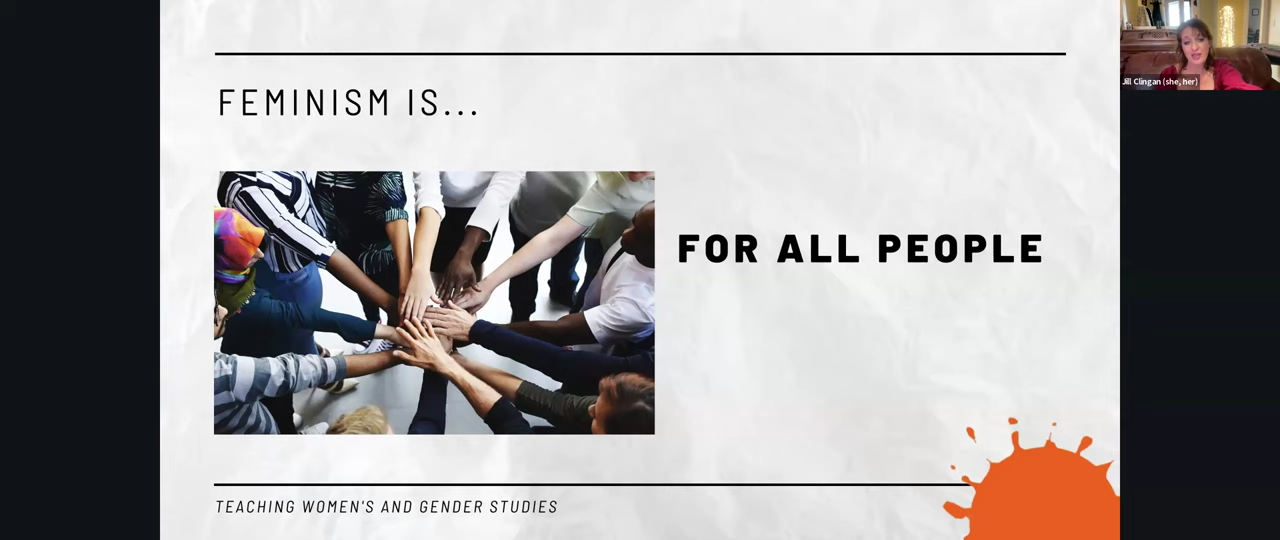 FEMINISM IS...
FOR ALL PEOPLE
TEACHING WOMEN'S AND GENDER STUDIES
Jill Clingan (she, her)